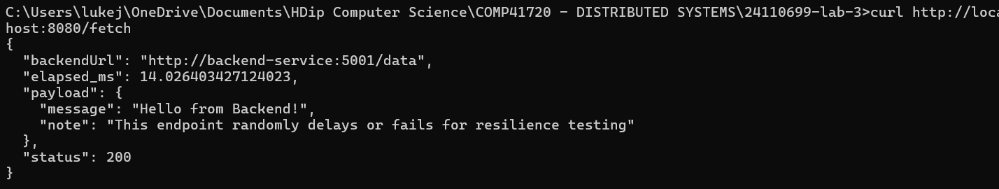 C:\Users\lukej\OneDrive\Documents\HDip Computer Science\COMP41720 - DISTRIBUTED SYSTEMS\24110699-lab-3>curl http://loca
host:8080/fetch
{
  "backendUrl": "http://backend-service:5001/data",
  "elapsed_ms": 14.026403427124023,
  "payload": {
    "message": "Hello from Backend!",
    "note": "This endpoint randomly delays or fails for resilience testing"
  },
  "status": 200
}